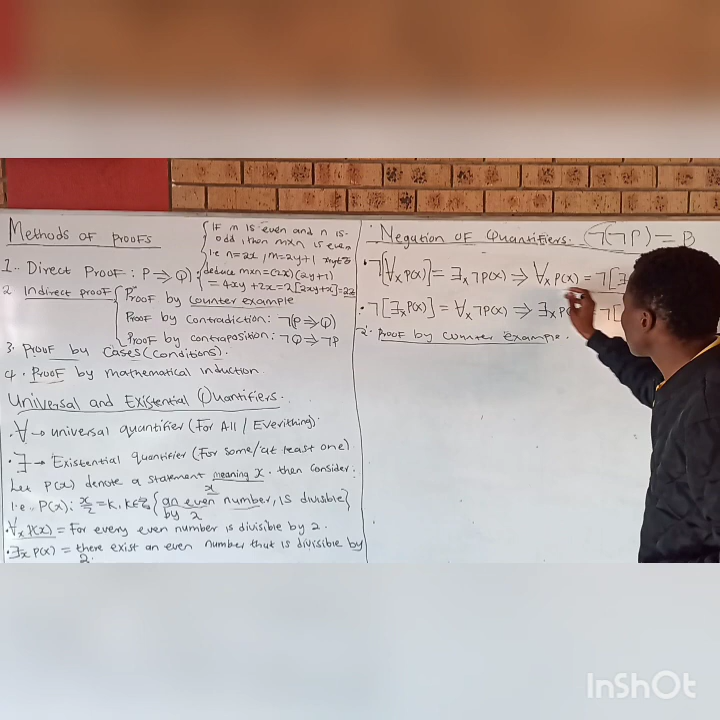 Methods of Proofs
{IF m is even and n is
odd, then mxn is even
i.e n=2x, m=2y+1 x,y∈Z
deduce mxn=(2x)(2y+1)
= 4xy+2x=2[2xy+x]=2z
1.. Direct Proof: P⇒Q
2. Indirect proof { Proof by counter example
Proof by contradiction: ¬(P⇒Q)
Proof by contraposition: ¬Q⇒¬P
3. Proof by cases(conditions).
4. Proof by mathematical induction.
Universal and Existential Quantifiers.
.∀→universal quantifier (For All / Everything).
.∃→Existential quantifier (For some/at least one).
Let P(x) denote a statement meaning x. then consider:
i.e.. P(x): x/2=k, k∈Z {an even number, is divisible}
x
by 2
.∀x P(x) = For every even number is divisible by 2.
.∃x P(x) = there exist an even number that is divisible by
2.
.Negation OF Quantifiers. ¬(¬P)=B
.¬[∀x P(x)] = ∃x ¬P(x) ⇒ ∀x P(x) = ¬[∃
.¬[∃x P(x)] = ∀x ¬P(x) ⇒ ∃x P( ¬[
2. Proof by counter example.
InShOt